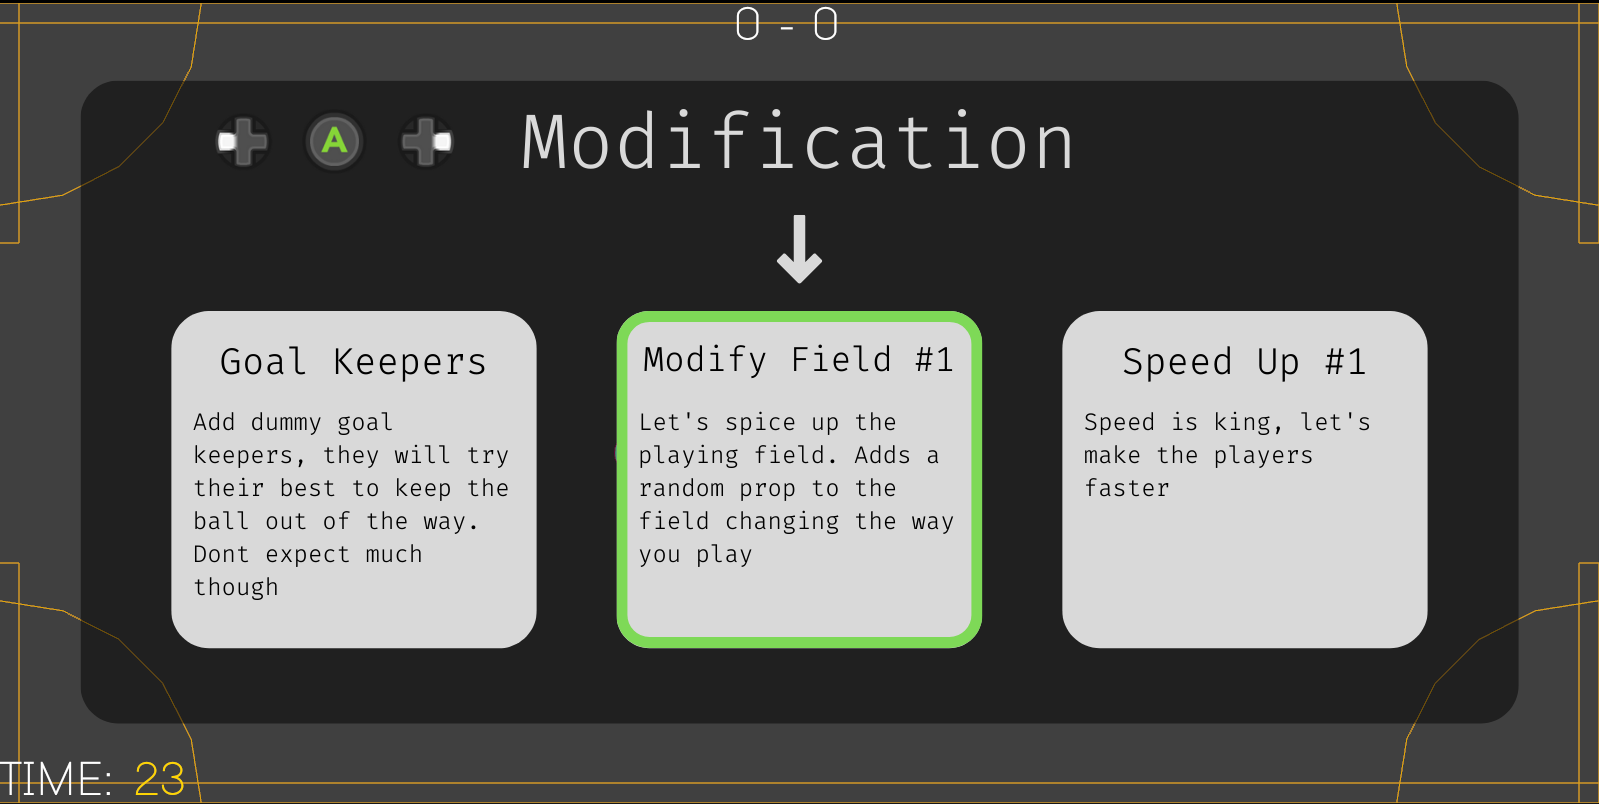 0 - 0
A
Modification
Goal Keepers
Add dummy goal
keepers, they will try
their best to keep the
ball out of the way.
Dont expect much
though
Modify Field #1
Let's spice up the
playing field. Adds a
random prop to the
field changing the way
you play
Speed Up #1
Speed is king, let's
make the players
faster
TIME: 23